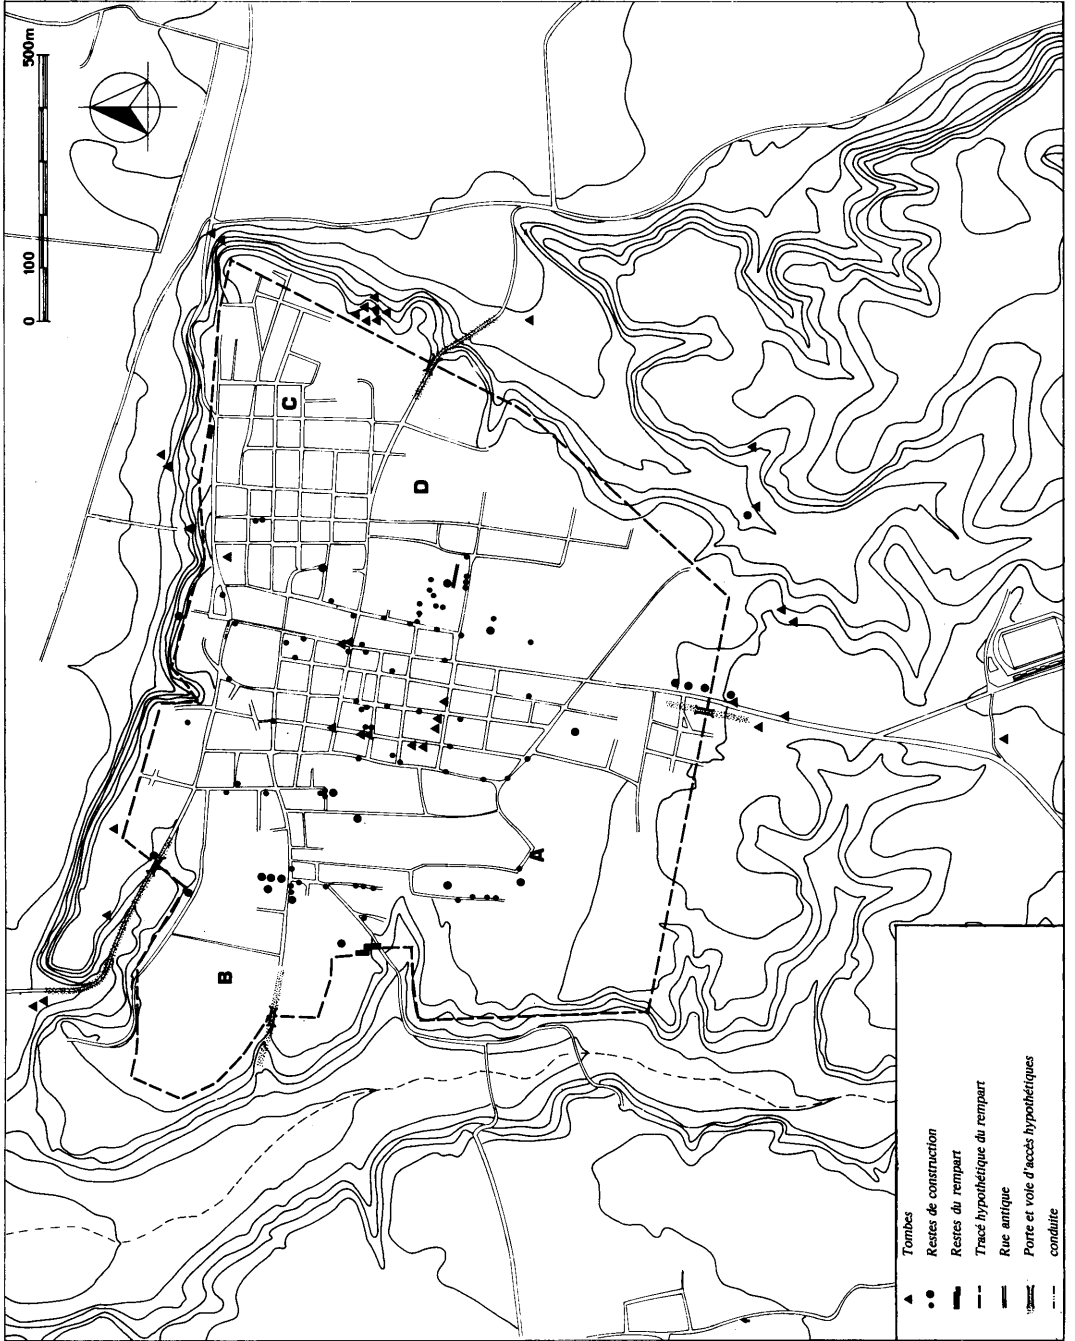 0 100 500m
A
B
C
D
Tombes
Restes de construction
Restes du rempart
Tracé hypothétique du rempart
Rue antique
Porte et voie d'accès hypothétiques
conduite